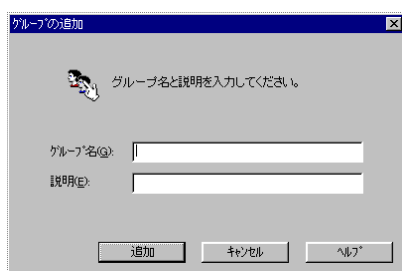 ｸﾞﾙｰﾌﾟの追加
グループ名と説明を入力してください。
ｸﾞﾙｰﾌﾟ名(G):
説明(E):
追加 ｷｬﾝｾﾙ ﾍﾙﾌﾟ